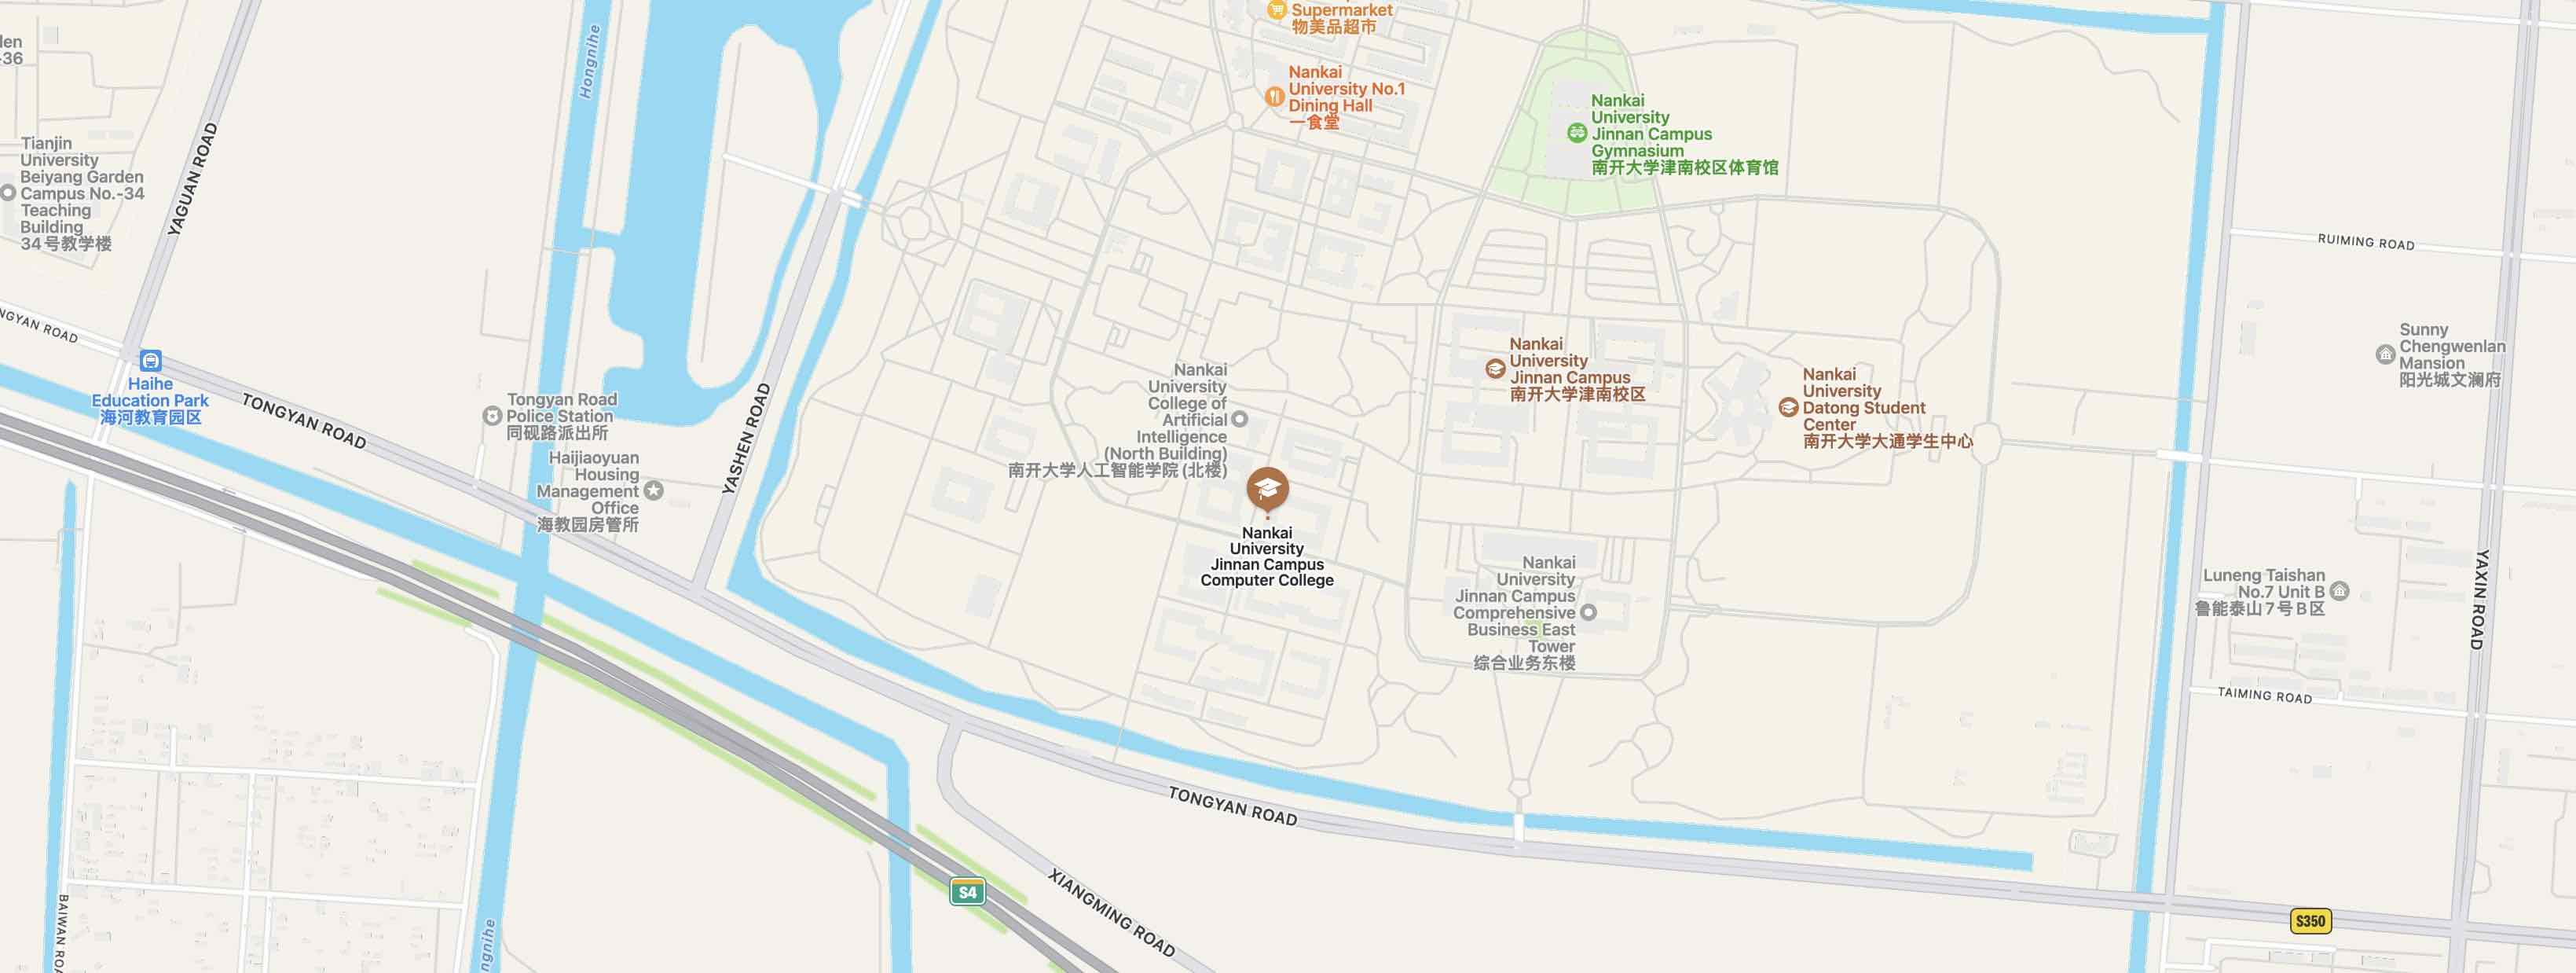 Supermarket
物美品超市
Nankai
University No.1
Dining Hall
一食堂
Nankai
University
Jinnan Campus
Gymnasium
南开大学津南校区体育馆
Hongnihe
len
-36
Tianjin
University
Beiyang Garden
Campus No.-34
Teaching
Building
34号教学楼
YAGUAN ROAD
RUIMING ROAD
NGYAN ROAD
Haihe
Education Park
海河教育园区
TONGYAN ROAD
Tongyan Road
Police Station
同砚路派出所
Haijiaoyuan
Housing
Management
Office
海教园房管所
YASHEN ROAD
Nankai
University
College of
Artificial
Intelligence
(North Building)
南开大学人工智能学院(北楼)
Nankai
University
Jinnan Campus
南开大学津南校区
Nankai
University
Datong Student
Center
南开大学大通学生中心
Sunny
Chengwenlan
Mansion
阳光城文澜府
Nankai
University
Jinnan Campus
Computer College
Nankai
University
Jinnan Campus
Comprehensive
Business East
Tower
综合业务东楼
Luneng Taishan
No.7 Unit B
鲁能泰山7号B区
YAXIN ROAD
TAIMING ROAD
TONGYAN ROAD
XIANGMING ROAD
S4
S350
BAIWAN ROA
ngnihe